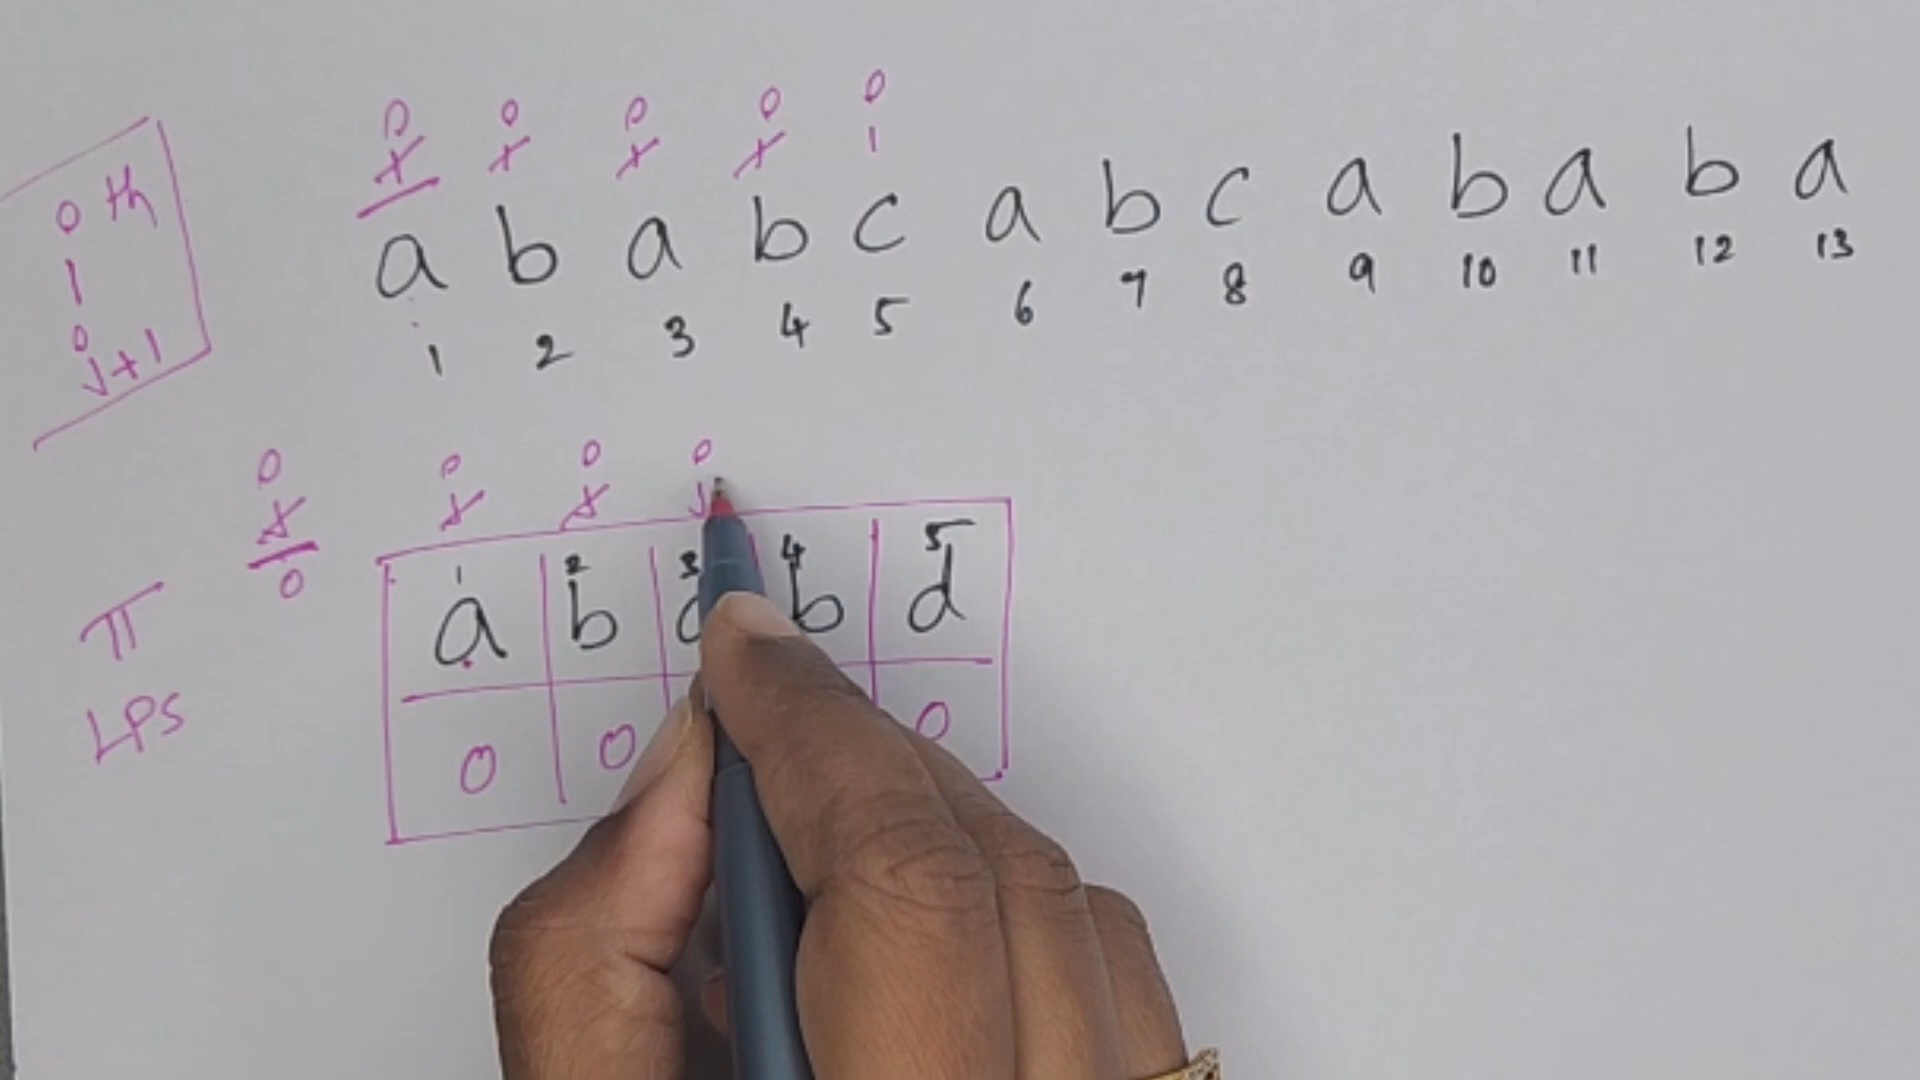 a b a b c a b c a b a b a
1 2 3 4 5 6 7 8 9 10 11 12 13
0th
i
j+1
0
1 2 3 4 5
a b b d
π
0 0 0
LPS